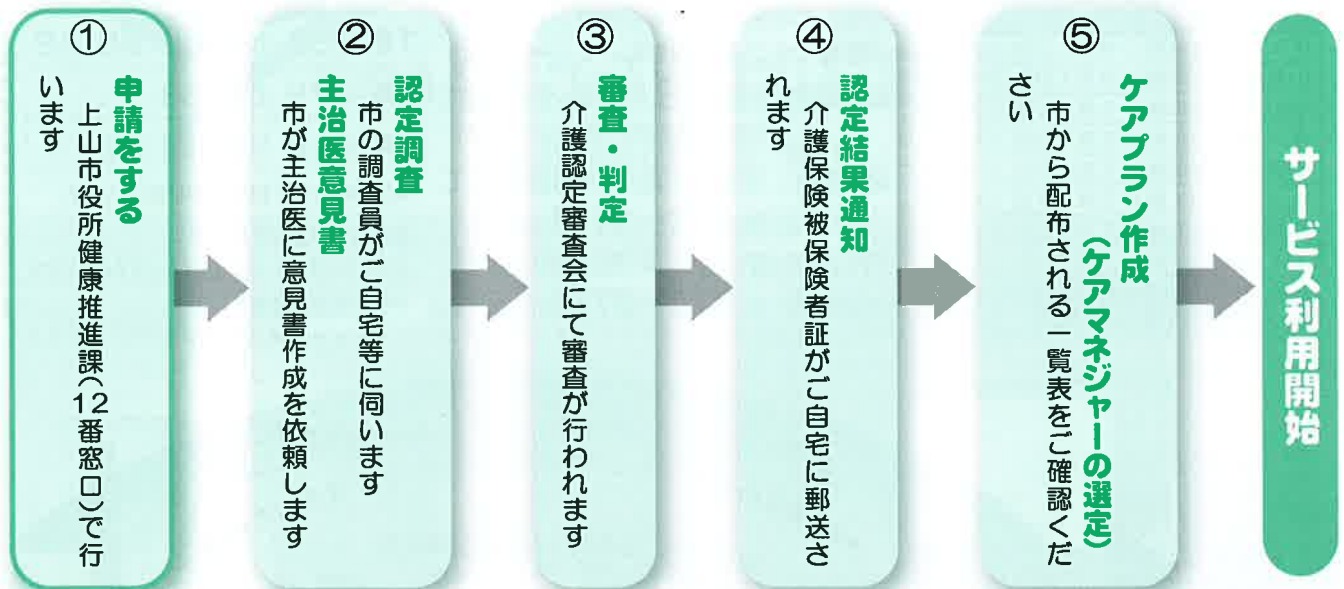 ①
申請をする
上山市役所健康推進課(12番窓口)で行
います
②
認定調査
市の調査員がご自宅等に伺います
主治医意見書
市が主治医に意見書作成を依頼します
③
審査・判定
介護認定審査会にて審査が行われます
④
認定結果通知
介護保険被保険者証がご自宅に郵送さ
れます
⑤
ケアプラン作成
(ケアマネジャーの選定)
市から配布される一覧表をご確認くだ
さい
サービス利用開始